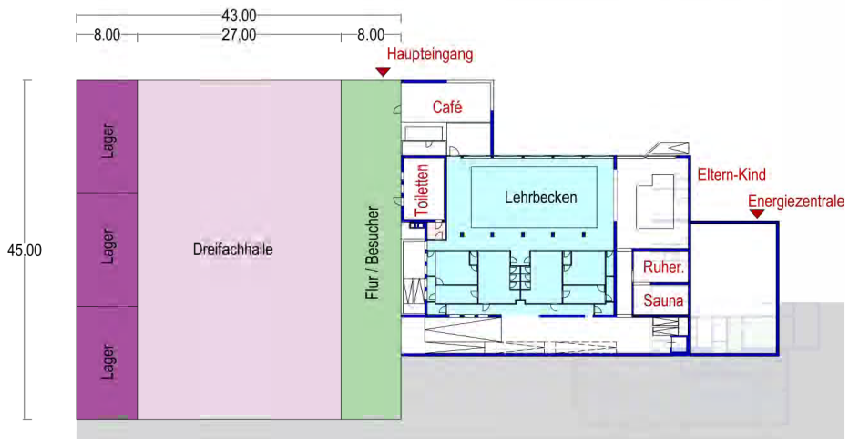 43.00
8.00 27,00 8.00
Haupteingang
Café
Lager
Lager
Lager
45.00
Dreifachhalle
Flur / Besucher
Toiletten
Lehrbecken
Eltern-Kind
Energiezentrale
Ruher.
Sauna